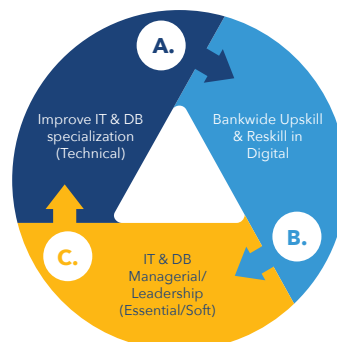 A.
Improve IT & DB
specialization
(Technical)
Bankwide Upskill
& Reskill in
Digital
B.
C.
IT & DB
Managerial/
Leadership
(Essential/Soft)